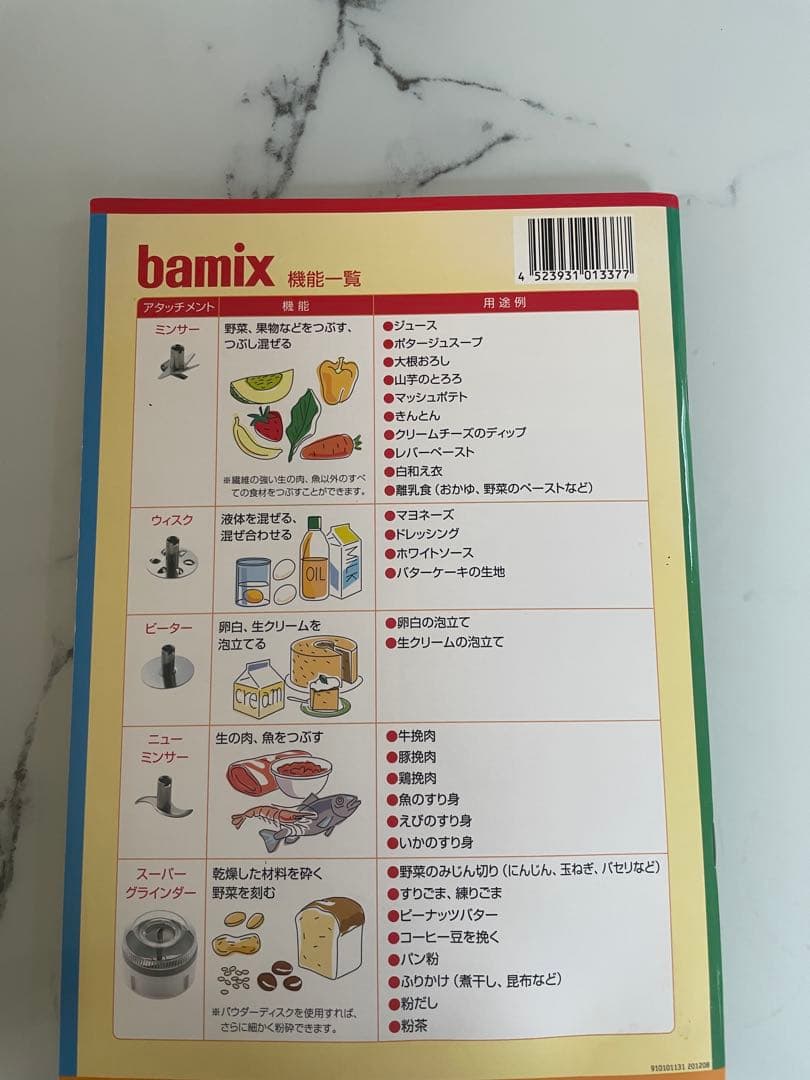 bamix 機能一覧
4 523931 013377
アタッチメント 機能 用途例
ミンサー
野菜、果物などをつぶす、
つぶし混ぜる
※繊維の強い生の肉、魚以外のすべ
ての食材をつぶすことができます。
●ジュース
●ポタージュスープ
●大根おろし
●山芋のとろろ
●マッシュポテト
●きんとん
●クリームチーズのディップ
●レバーペースト
●白和え衣
●離乳食（おかゆ、野菜のペーストなど）
ウィスク
液体を混ぜる、
混ぜ合わせる
OIL
MILK
●マヨネーズ
●ドレッシング
●ホワイトソース
●バターケーキの生地
ビーター
卵白、生クリームを
泡立てる
cream
●卵白の泡立て
●生クリームの泡立て
ニュー
ミンサー
生の肉、魚をつぶす
●牛挽肉
●豚挽肉
●鶏挽肉
●魚のすり身
●えびのすり身
●いかのすり身
スーパー
グラインダー
乾燥した材料を砕く
野菜を刻む
※パウダーディスクを使用すれば、
さらに細かく粉砕できます。
●野菜のみじん切り（にんじん、玉ねぎ、パセリなど）
●すりごま、練りごま
●ピーナッツバター
●コーヒー豆を挽く
●パン粉
●ふりかけ（煮干し、昆布など）
●粉だし
●粉茶
910101131 201208